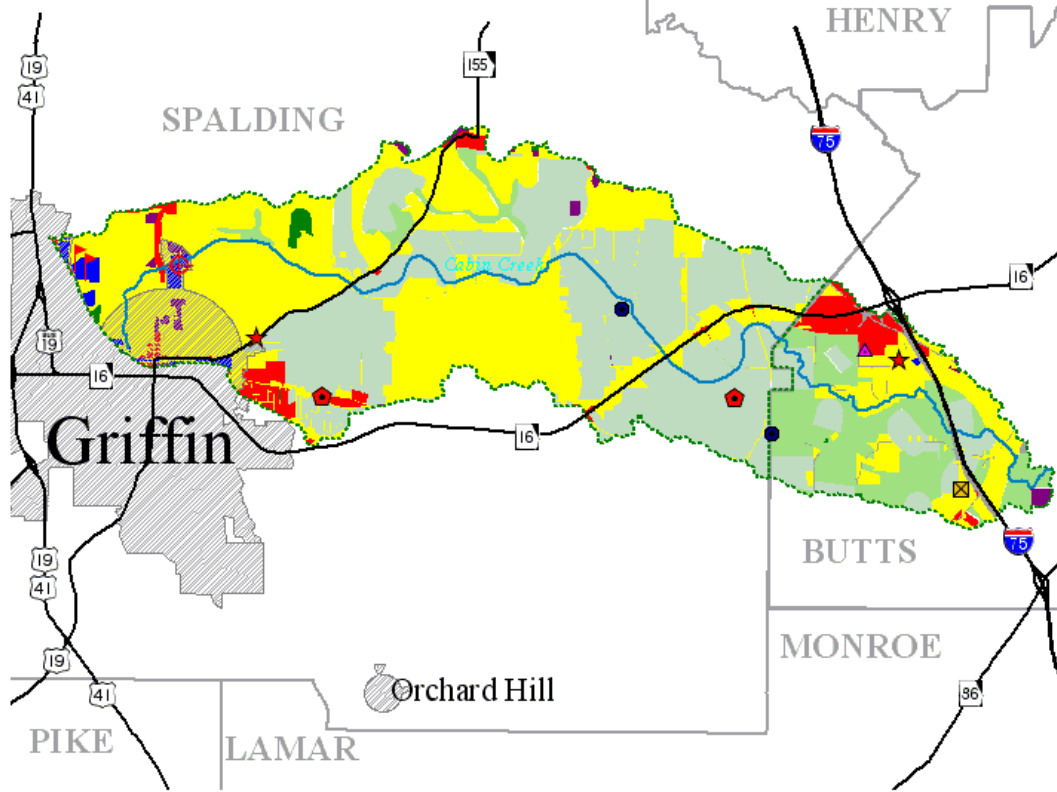 HENRY
19
41
155
SPALDING
75
Cabin Creek
16
BUS
19
16
Griffin
16
19
41
75
BUTTS
MONROE
19
41
Orchard Hill
36
PIKE
LAMAR